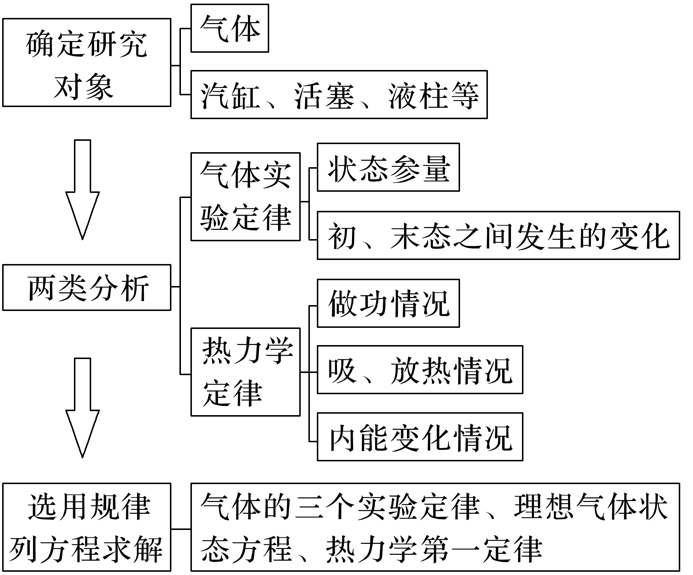 确定研究
对象
气体
汽缸、活塞、液柱等
两类分析
气体实
验定律
状态参量
初、末态之间发生的变化
热力学
定律
做功情况
吸、放热情况
内能变化情况
选用规律
列方程求解
气体的三个实验定律、理想气体状
态方程、热力学第一定律